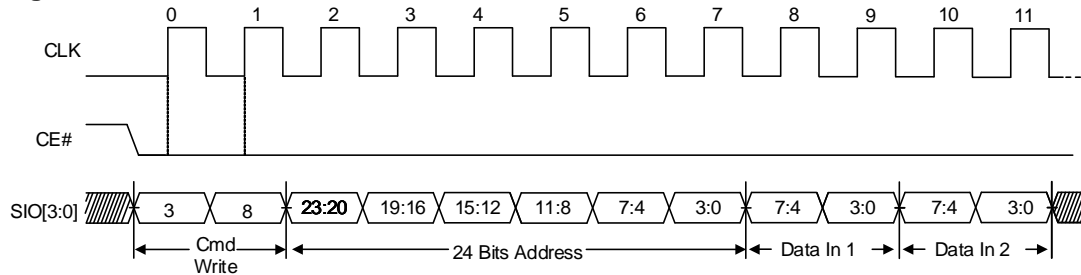 0 1 2 3 4 5 6 7 8 9 10 11
CLK
CE#
SIO[3:0] 3 8 23:20 19:16 15:12 11:8 7:4 3:0 7:4 3:0 7:4 3:0
Cmd Write 24 Bits Address Data In 1 Data In 2